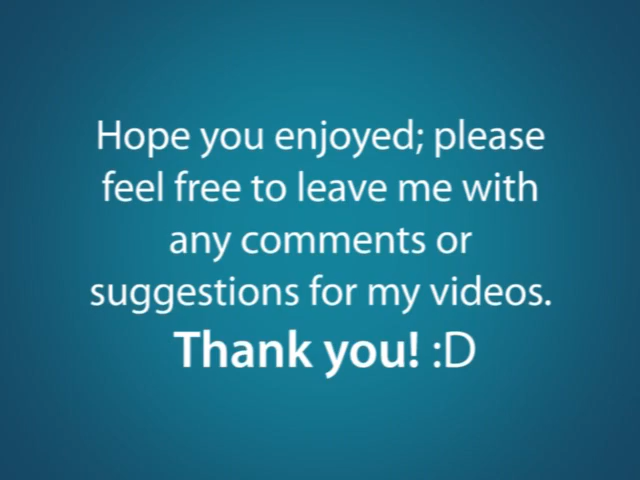 Hope you enjoyed; please
feel free to leave me with
any comments or
suggestions for my videos.
Thank you! :D